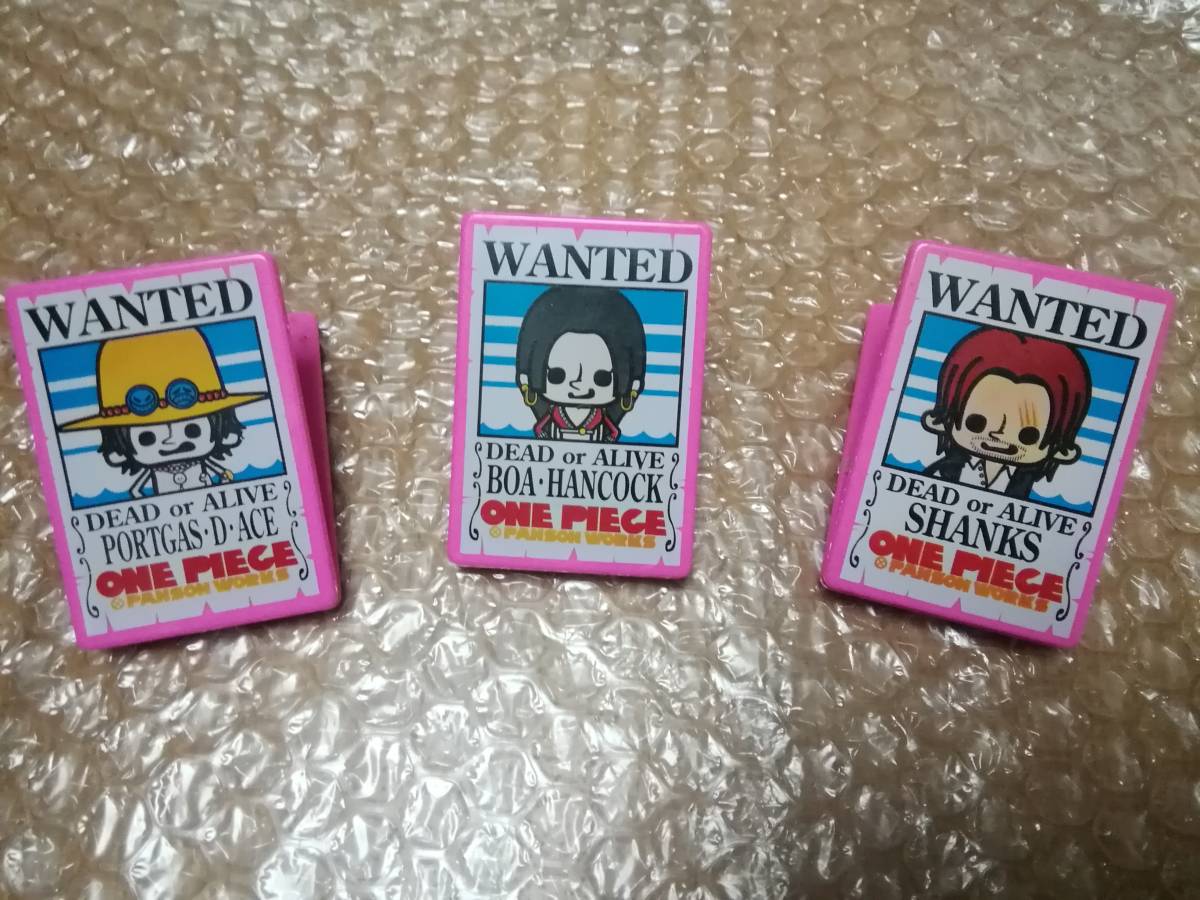 WANTED
DEAD or ALIVE
PORTGAS・D・ACE
ONE PIECE
PANSON WORKS
WANTED
DEAD or ALIVE
BOA・HANCOCK
ONE PIECE
PANSON WORKS
WANTED
DEAD or ALIVE
SHANKS
ONE PIECE
PANSON WORKS